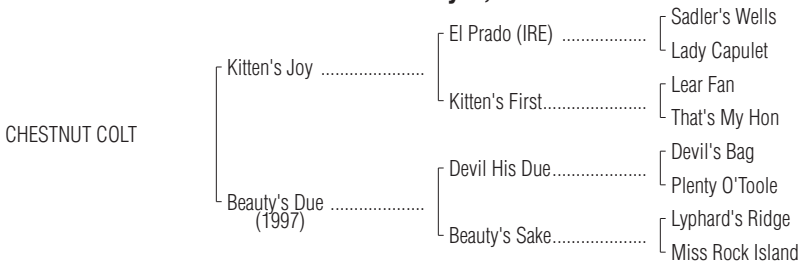 Sadler's Wells
El Prado (IRE) ..................
Lady Capulet
Kitten's Joy ......................
Lear Fan
Kitten's First......................
That's My Hon
CHESTNUT COLT
Devil's Bag
Devil His Due....................
Plenty O'Toole
Beauty's Due ....................
(1997)
Lyphard's Ridge
Beauty's Sake....................
Miss Rock Island